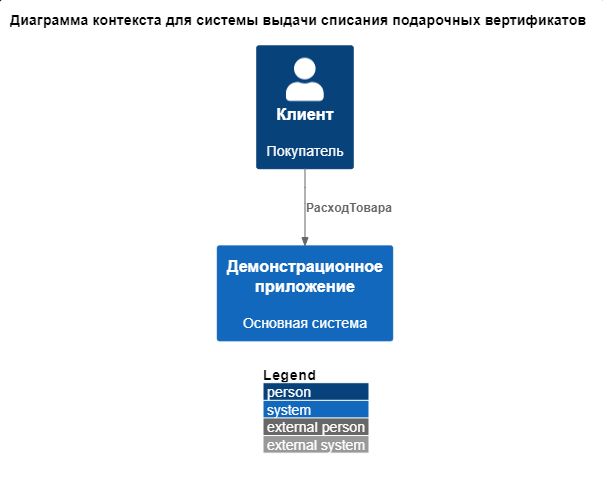 Диаграмма контекста для системы выдачи списания подарочных вертификатов
Клиент
Покупатель
РасходТовара
Демонстрационное
приложение
Основная система
Legend
person
system
external person
external system